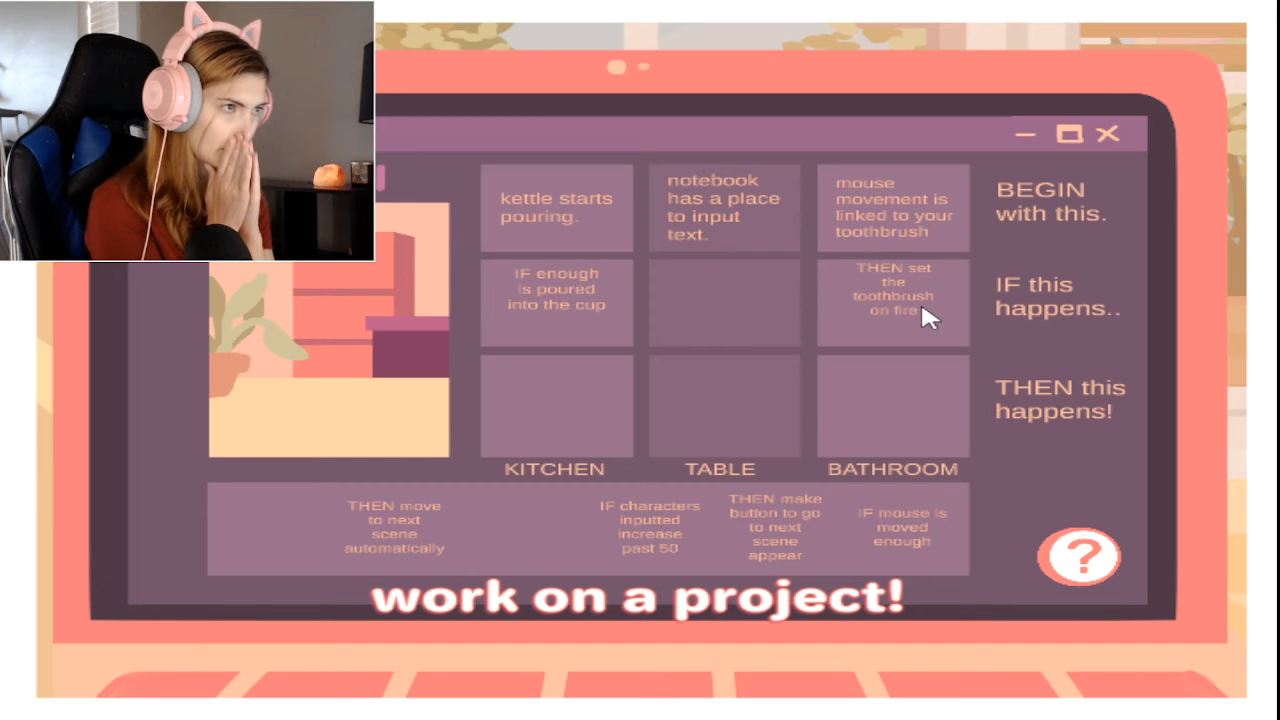 kettle starts
pouring.
notebook
has a place
to input
text.
mouse
movement is
linked to your
toothbrush
BEGIN
with this.
IF enough
is poured
into the cup
THEN set
the
toothbrush
on fire
IF this
happens..
THEN this
happens!
KITCHEN
TABLE
BATHROOM
THEN move
to next
scene
automatically
IF characters
inputted
increase
past 50
THEN make
button to go
to next
scene
appear
IF mouse is
moved
enough
?
work on a project!